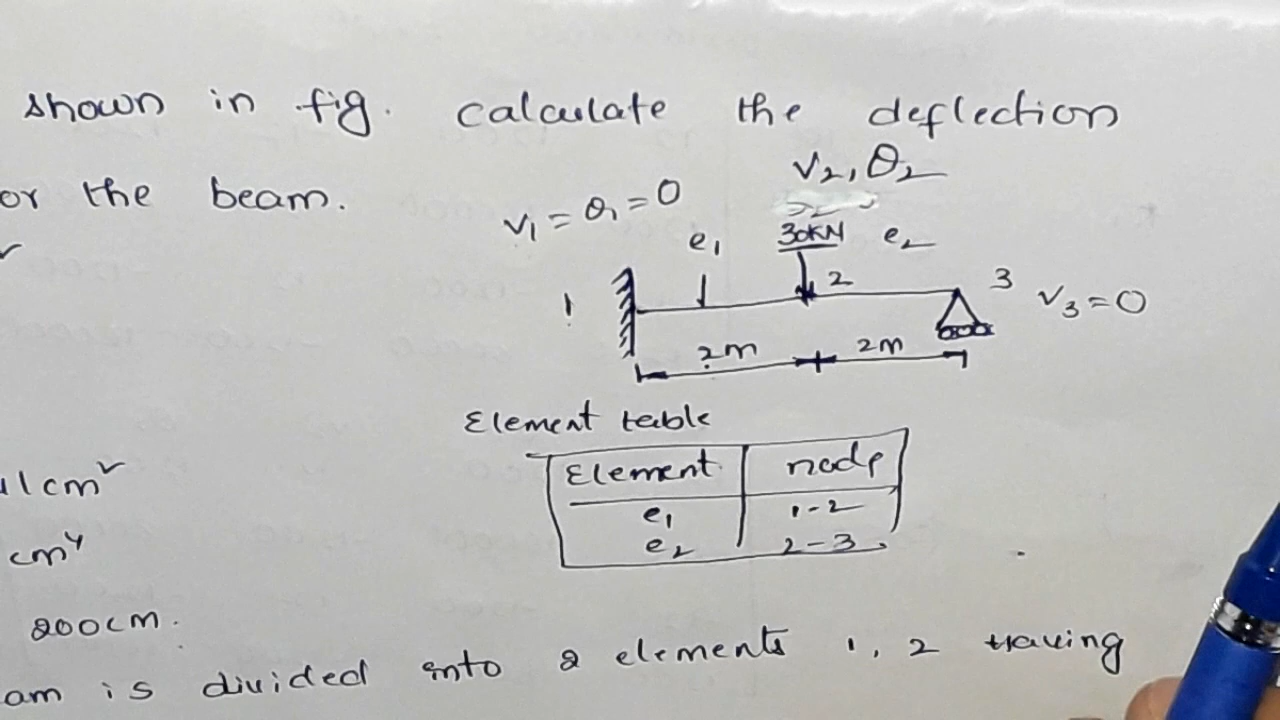 shown in fig. calculate the deflection
or the beam.
V₂, θ₂
V₁ = θ₁ = 0
e₁ 30KN e₂
1 2 3 V₃ = 0
2m 2m
Element table
Element node
e₁ 1-2
e₂ 2-3
cm²
cm⁴
200cm.
am is divided into 2 elements 1, 2 having